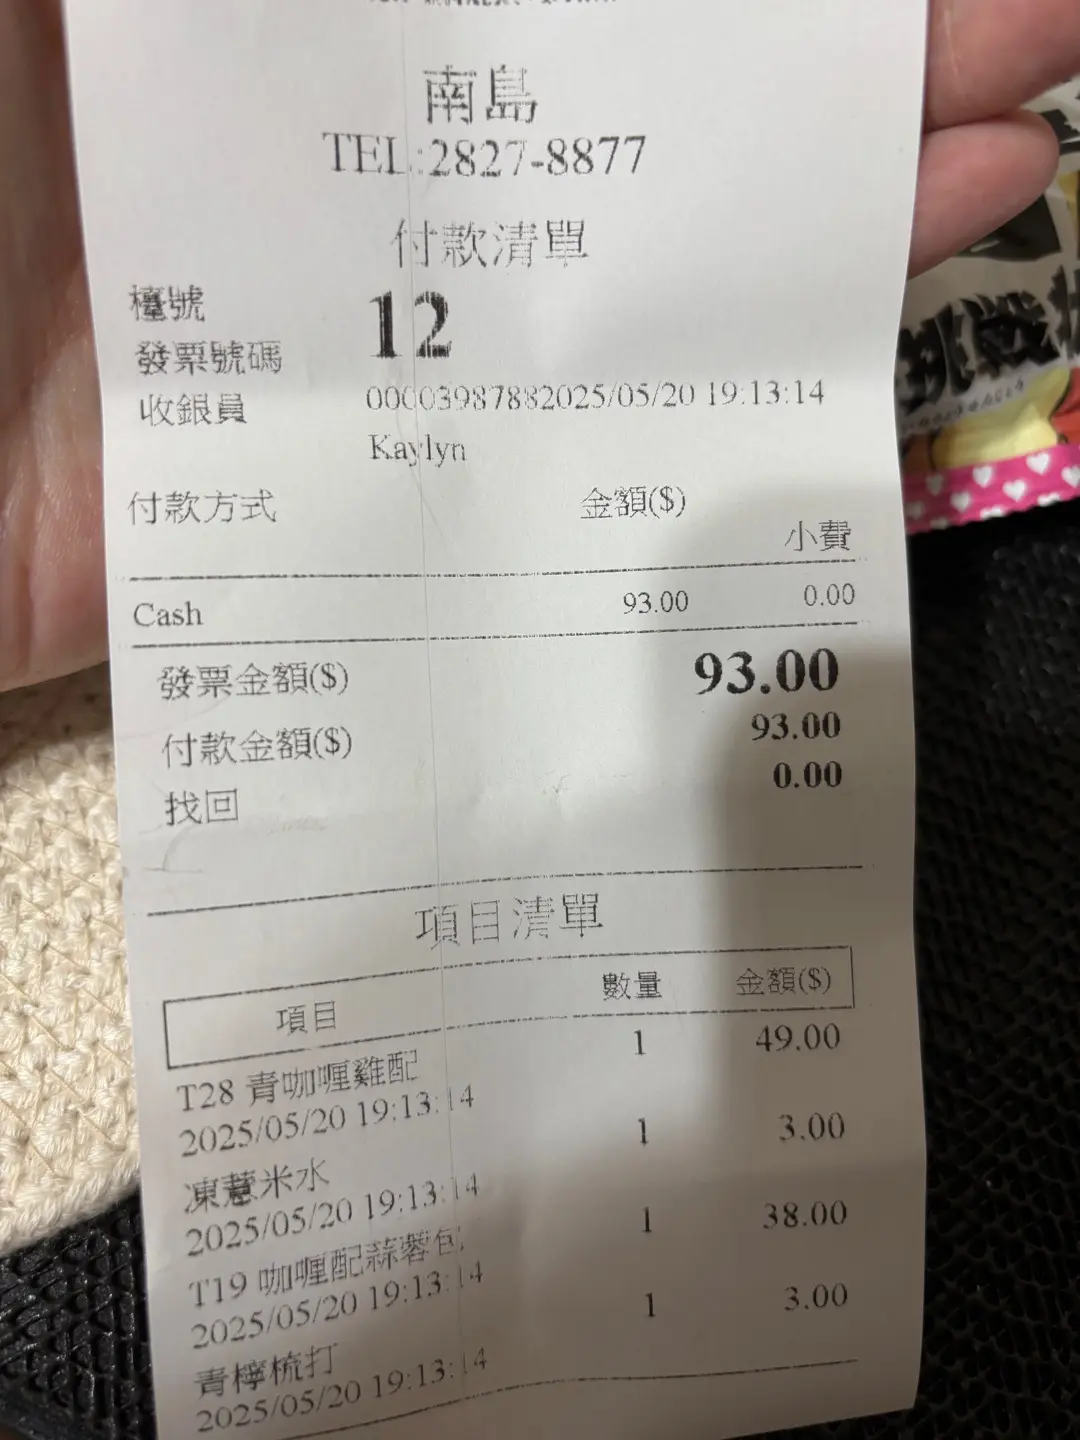 南島
TEL:2827-8877
付款清單
檯號 12
發票號碼
收銀員 00003987882025/05/20 19:13:14
Kaylyn
付款方式 金額($)
小費
Cash 93.00 0.00
發票金額($) 93.00
付款金額($) 93.00
找回 0.00
項目清單
項目 數量 金額($)
T28 青咖喱雞配 1 49.00
2025/05/20 19:13:14
凍薏米水 1 3.00
2025/05/20 19:13:14
T19 咖喱配蒜蓉包 1 38.00
2025/05/20 19:13:14
青檸梳打 1 3.00
2025/05/20 19:13:14